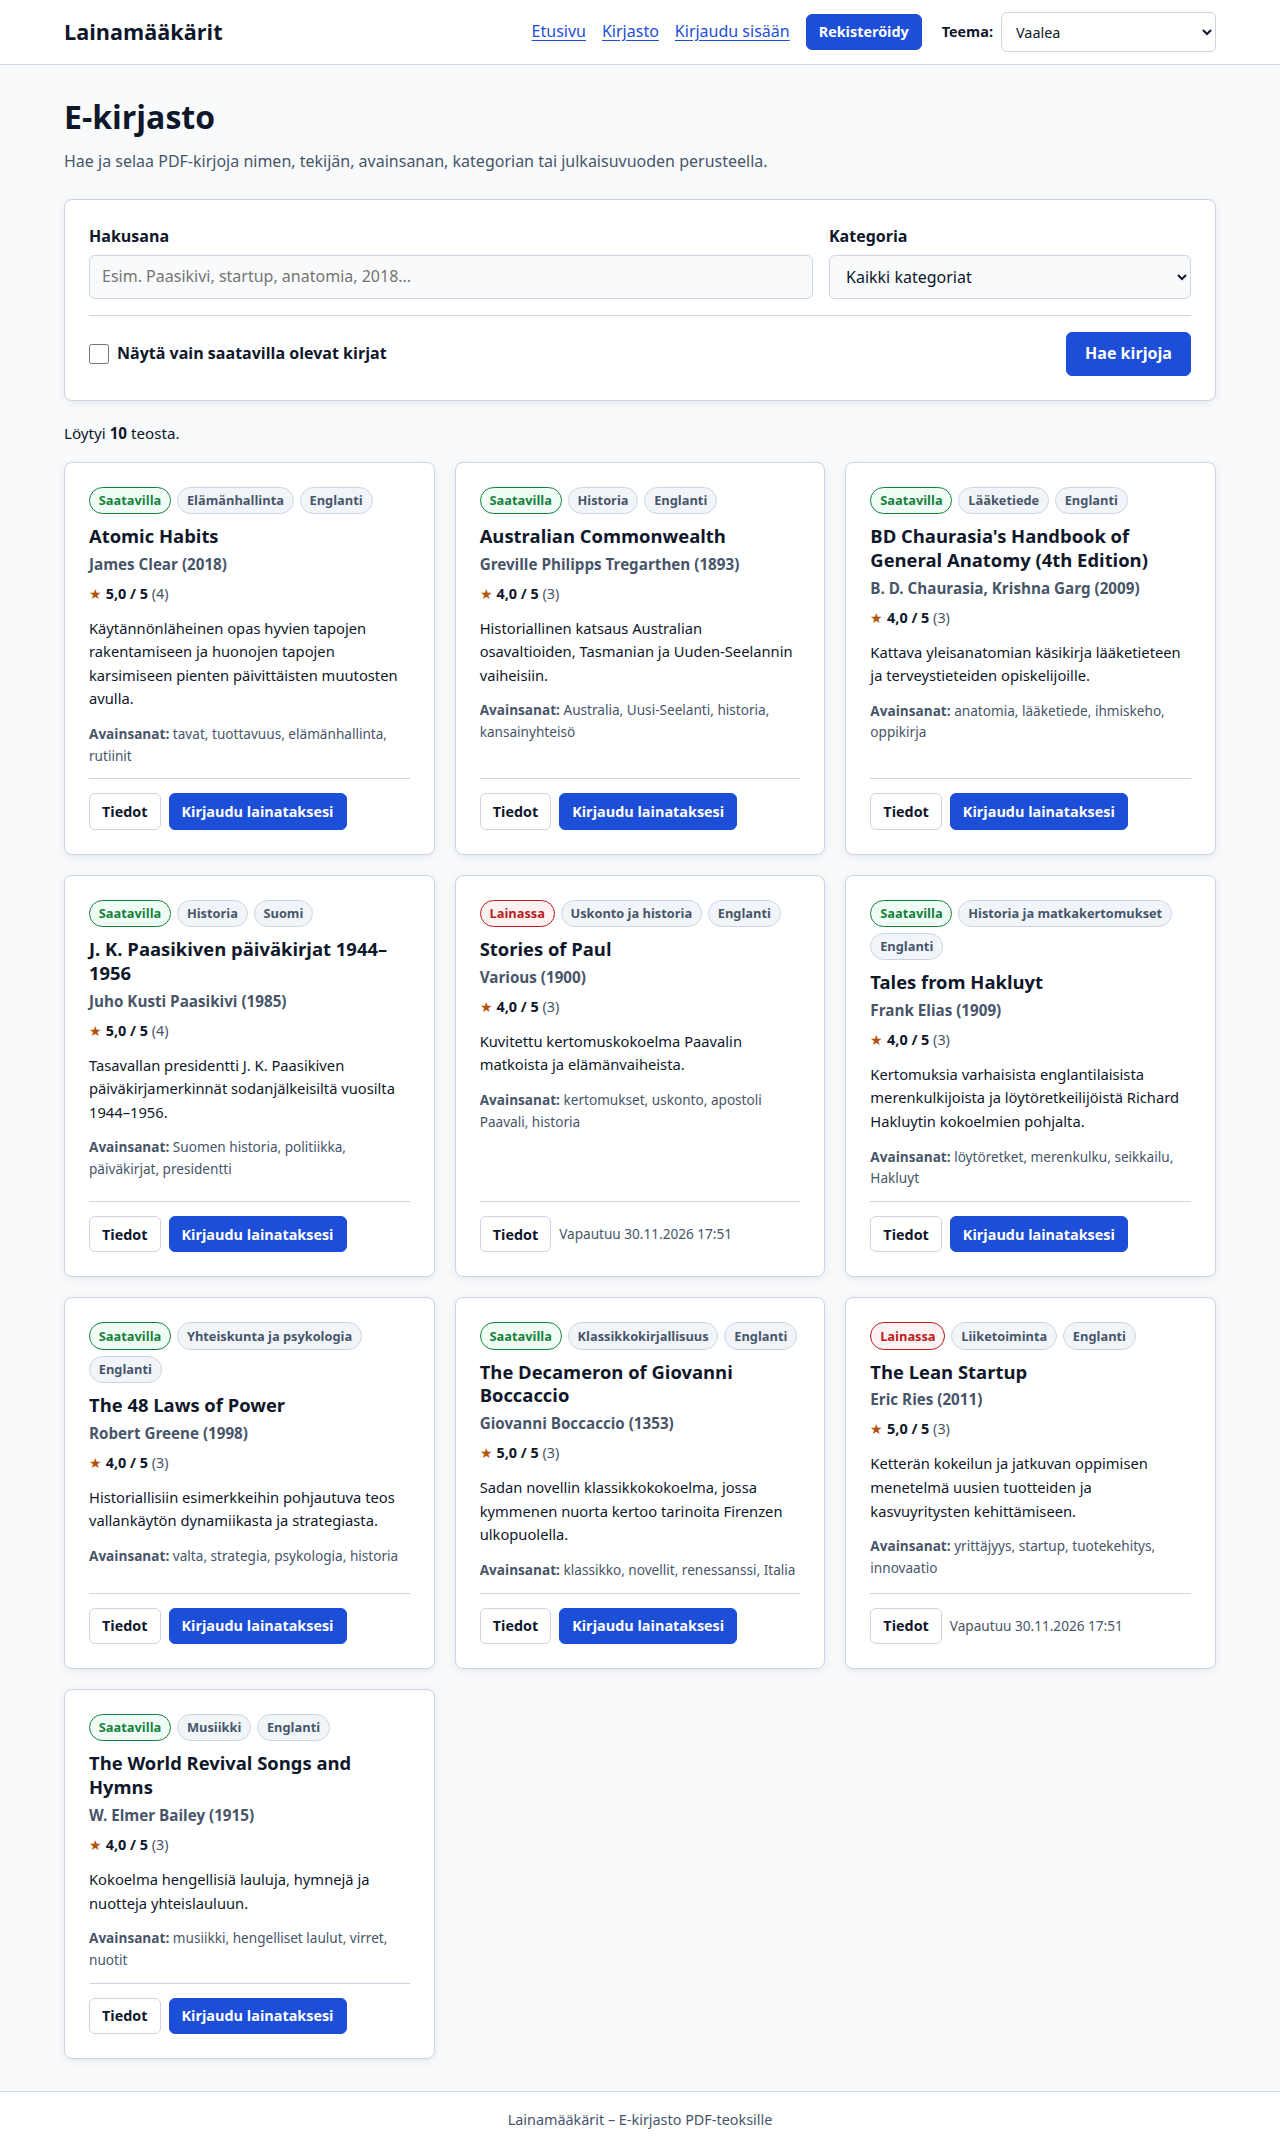 Lainamääkärit
Etusivu Kirjasto Kirjaudu sisään Rekisteröidy Teema: Vaalea
E-kirjasto
Hae ja selaa PDF-kirjoja nimen, tekijän, avainsanan, kategorian tai julkaisuvuoden perusteella.
Hakusana
Esim. Paasikivi, startup, anatomia, 2018...
Kategoria
Kaikki kategoriat
Näytä vain saatavilla olevat kirjat
Hae kirjoja
Löytyi 10 teosta.
Saatavilla Elämänhallinta Englanti
Atomic Habits
James Clear (2018)
★ 5,0 / 5 (4)
Käytännönläheinen opas hyvien tapojen
rakentamiseen ja huonojen tapojen
karsimiseen pienten päivittäisten muutosten
avulla.
Avainsanat: tavat, tuottavuus, elämänhallinta,
rutiinit
Tiedot Kirjaudu lainataksesi
Saatavilla Historia Englanti
Australian Commonwealth
Greville Philipps Tregarthen (1893)
★ 4,0 / 5 (3)
Historiallinen katsaus Australian
osavaltioiden, Tasmanian ja Uuden-Seelannin
vaiheisiin.
Avainsanat: Australia, Uusi-Seelanti, historia,
kansainyhteisö
Tiedot Kirjaudu lainataksesi
Saatavilla Lääketiede Englanti
BD Chaurasia's Handbook of
General Anatomy (4th Edition)
B. D. Chaurasia, Krishna Garg (2009)
★ 4,0 / 5 (3)
Kattava yleisanatomian käsikirja lääketieteen
ja terveystieteiden opiskelijoille.
Avainsanat: anatomia, lääketiede, ihmiskeho,
oppikirja
Tiedot Kirjaudu lainataksesi
Saatavilla Historia Suomi
J. K. Paasikiven päiväkirjat 1944–
1956
Juho Kusti Paasikivi (1985)
★ 5,0 / 5 (4)
Tasavallan presidentti J. K. Paasikiven
päiväkirjamerkinnät sodanjälkeisiltä vuosilta
1944–1956.
Avainsanat: Suomen historia, politiikka,
päiväkirjat, presidentti
Tiedot Kirjaudu lainataksesi
Lainassa Uskonto ja historia Englanti
Stories of Paul
Various (1900)
★ 4,0 / 5 (3)
Kuvitettu kertomuskokoelma Paavalin
matkoista ja elämänvaiheista.
Avainsanat: kertomukset, uskonto, apostoli
Paavali, historia
Tiedot Vapautuu 30.11.2026 17:51
Saatavilla Historia ja matkakertomukset
Englanti
Tales from Hakluyt
Frank Elias (1909)
★ 4,0 / 5 (3)
Kertomuksia varhaisista englantilaisista
merenkulkijoista ja löytöretkeilijöistä Richard
Hakluytin kokoelmien pohjalta.
Avainsanat: löytöretket, merenkulku, seikkailu,
Hakluyt
Tiedot Kirjaudu lainataksesi
Saatavilla Yhteiskunta ja psykologia
Englanti
The 48 Laws of Power
Robert Greene (1998)
★ 4,0 / 5 (3)
Historiallisiin esimerkkeihin pohjautuva teos
vallankäytön dynamiikasta ja strategiasta.
Avainsanat: valta, strategia, psykologia, historia
Tiedot Kirjaudu lainataksesi
Saatavilla Klassikkokirjallisuus Englanti
The Decameron of Giovanni
Boccaccio
Giovanni Boccaccio (1353)
★ 5,0 / 5 (3)
Sadan novellin klassikkokokoelma, jossa
kymmenen nuorta kertoo tarinoita Firenzen
ulkopuolella.
Avainsanat: klassikko, novellit, renessanssi, Italia
Tiedot Kirjaudu lainataksesi
Lainassa Liiketoiminta Englanti
The Lean Startup
Eric Ries (2011)
★ 5,0 / 5 (3)
Ketterän kokeilun ja jatkuvan oppimisen
menetelmä uusien tuotteiden ja
kasvuyritysten kehittämiseen.
Avainsanat: yrittäjyys, startup, tuotekehitys,
innovaatio
Tiedot Vapautuu 30.11.2026 17:51
Saatavilla Musiikki Englanti
The World Revival Songs and
Hymns
W. Elmer Bailey (1915)
★ 4,0 / 5 (3)
Kokoelma hengellisiä lauluja, hymnejä ja
nuotteja yhteislauluun.
Avainsanat: musiikki, hengelliset laulut, virret,
nuotit
Tiedot Kirjaudu lainataksesi
Lainamääkärit – E-kirjasto PDF-teoksille